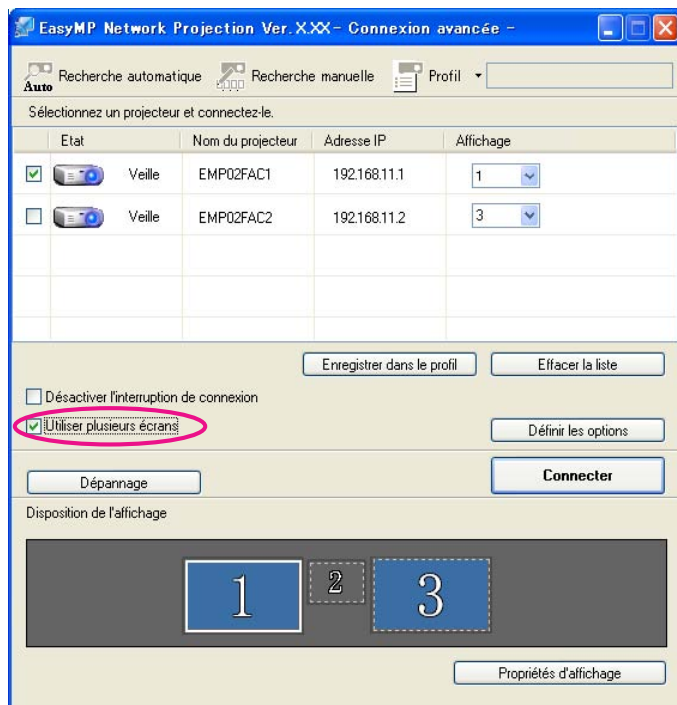 EasyMP Network Projection Ver.X.XX - Connexion avancée -
Auto Recherche automatique Recherche manuelle Profil
Sélectionnez un projecteur et connectez-le.
Etat Nom du projecteur Adresse IP Affichage
Veille EMP02FAC1 192.168.11.1 1
Veille EMP02FAC2 192.168.11.2 3
Enregistrer dans le profil Effacer la liste
Désactiver l'interruption de connexion
Utiliser plusieurs écrans
Définir les options
Connecter
Dépannage
Disposition de l'affichage
1 2 3
Propriétés d'affichage